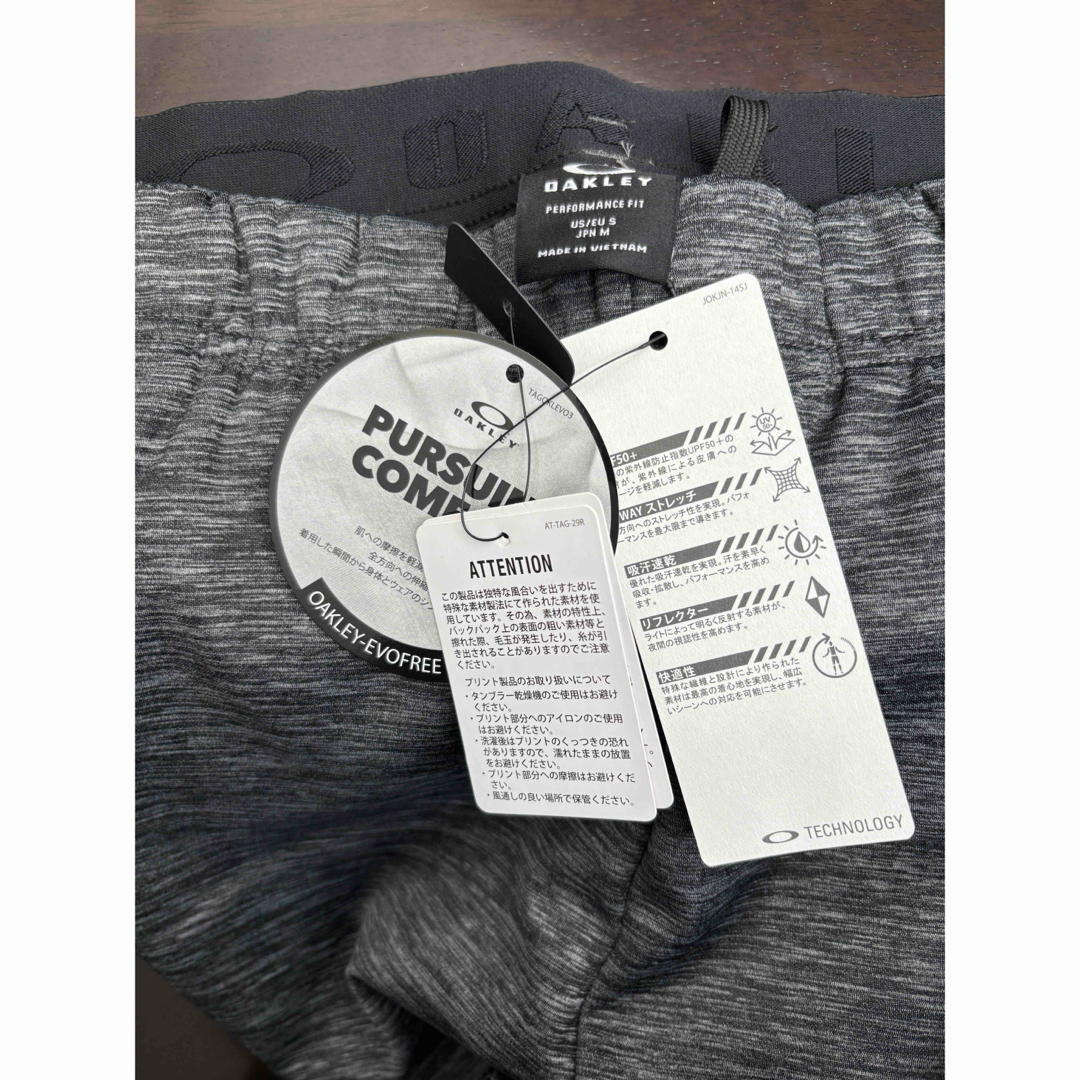 OAKLEY
PERFORMANCE FIT
US/EU S
JPN M
MADE IN VIETNAM
JOKJN-14SJ
TAGOKLEVO3
OAKLEY
PURSUIN
COME
肌への摩擦を軽
全方向への伸
着用した瞬間から身体とウェアのシ
OAKLEY-EVOFREE
AT-TAG-29R
ATTENTION
この製品は独特な風合いを出すために
特殊な素材製法にて作られた素材を使
用しています。その為、素材の特性上、
バックパック上の表面の粗い素材等と
擦れた際、毛玉が発生したり、糸が引
き出されることがありますのでご注意
ください。
プリント製品のお取り扱いについて
・タンブラー乾燥機のご使用はお避け
ください。
・プリント部分へのアイロンのご使用
はお避けください。
・洗濯後はプリントのくっつきの恐れ
がありますので、濡れたままの放置
をお避けください。
・プリント部分への摩擦はお避けくだ
さい。
・風通しの良い場所で保管ください。
UV
F50+
の紫外線防止指数UPF50+の
が、紫外線による皮膚への
ージを軽減します。
WAY ストレッチ
方向へのストレッチ性を実現。パフォ
ーマンスを最大限まで導きます。
吸汗速乾
優れた吸汗速乾を実現。汗を素早く
吸収・拡散し、パフォーマンスを高め
ます。
リフレクター
ライトによって明るく反射する素材が、
夜間の視認性を高めます。
快適性
特殊な繊維と設計により作られた
素材は最高の着心地を実現し、幅広
いシーンへの対応を可能にさせます。
TECHNOLOGY